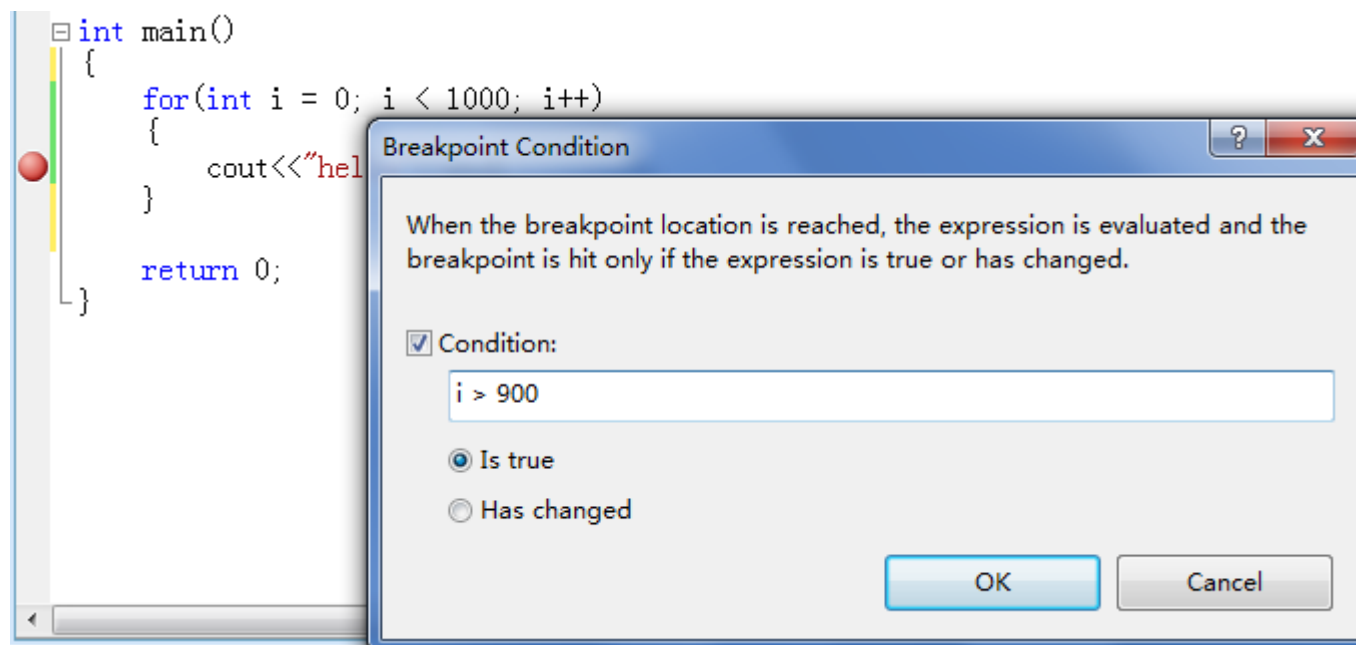 int main()
{
for(int i = 0; i < 1000; i++)
{
cout<<"hel
}
return 0;
}
Breakpoint Condition
When the breakpoint location is reached, the expression is evaluated and the
breakpoint is hit only if the expression is true or has changed.
Condition:
i > 900
Is true
Has changed
OK Cancel